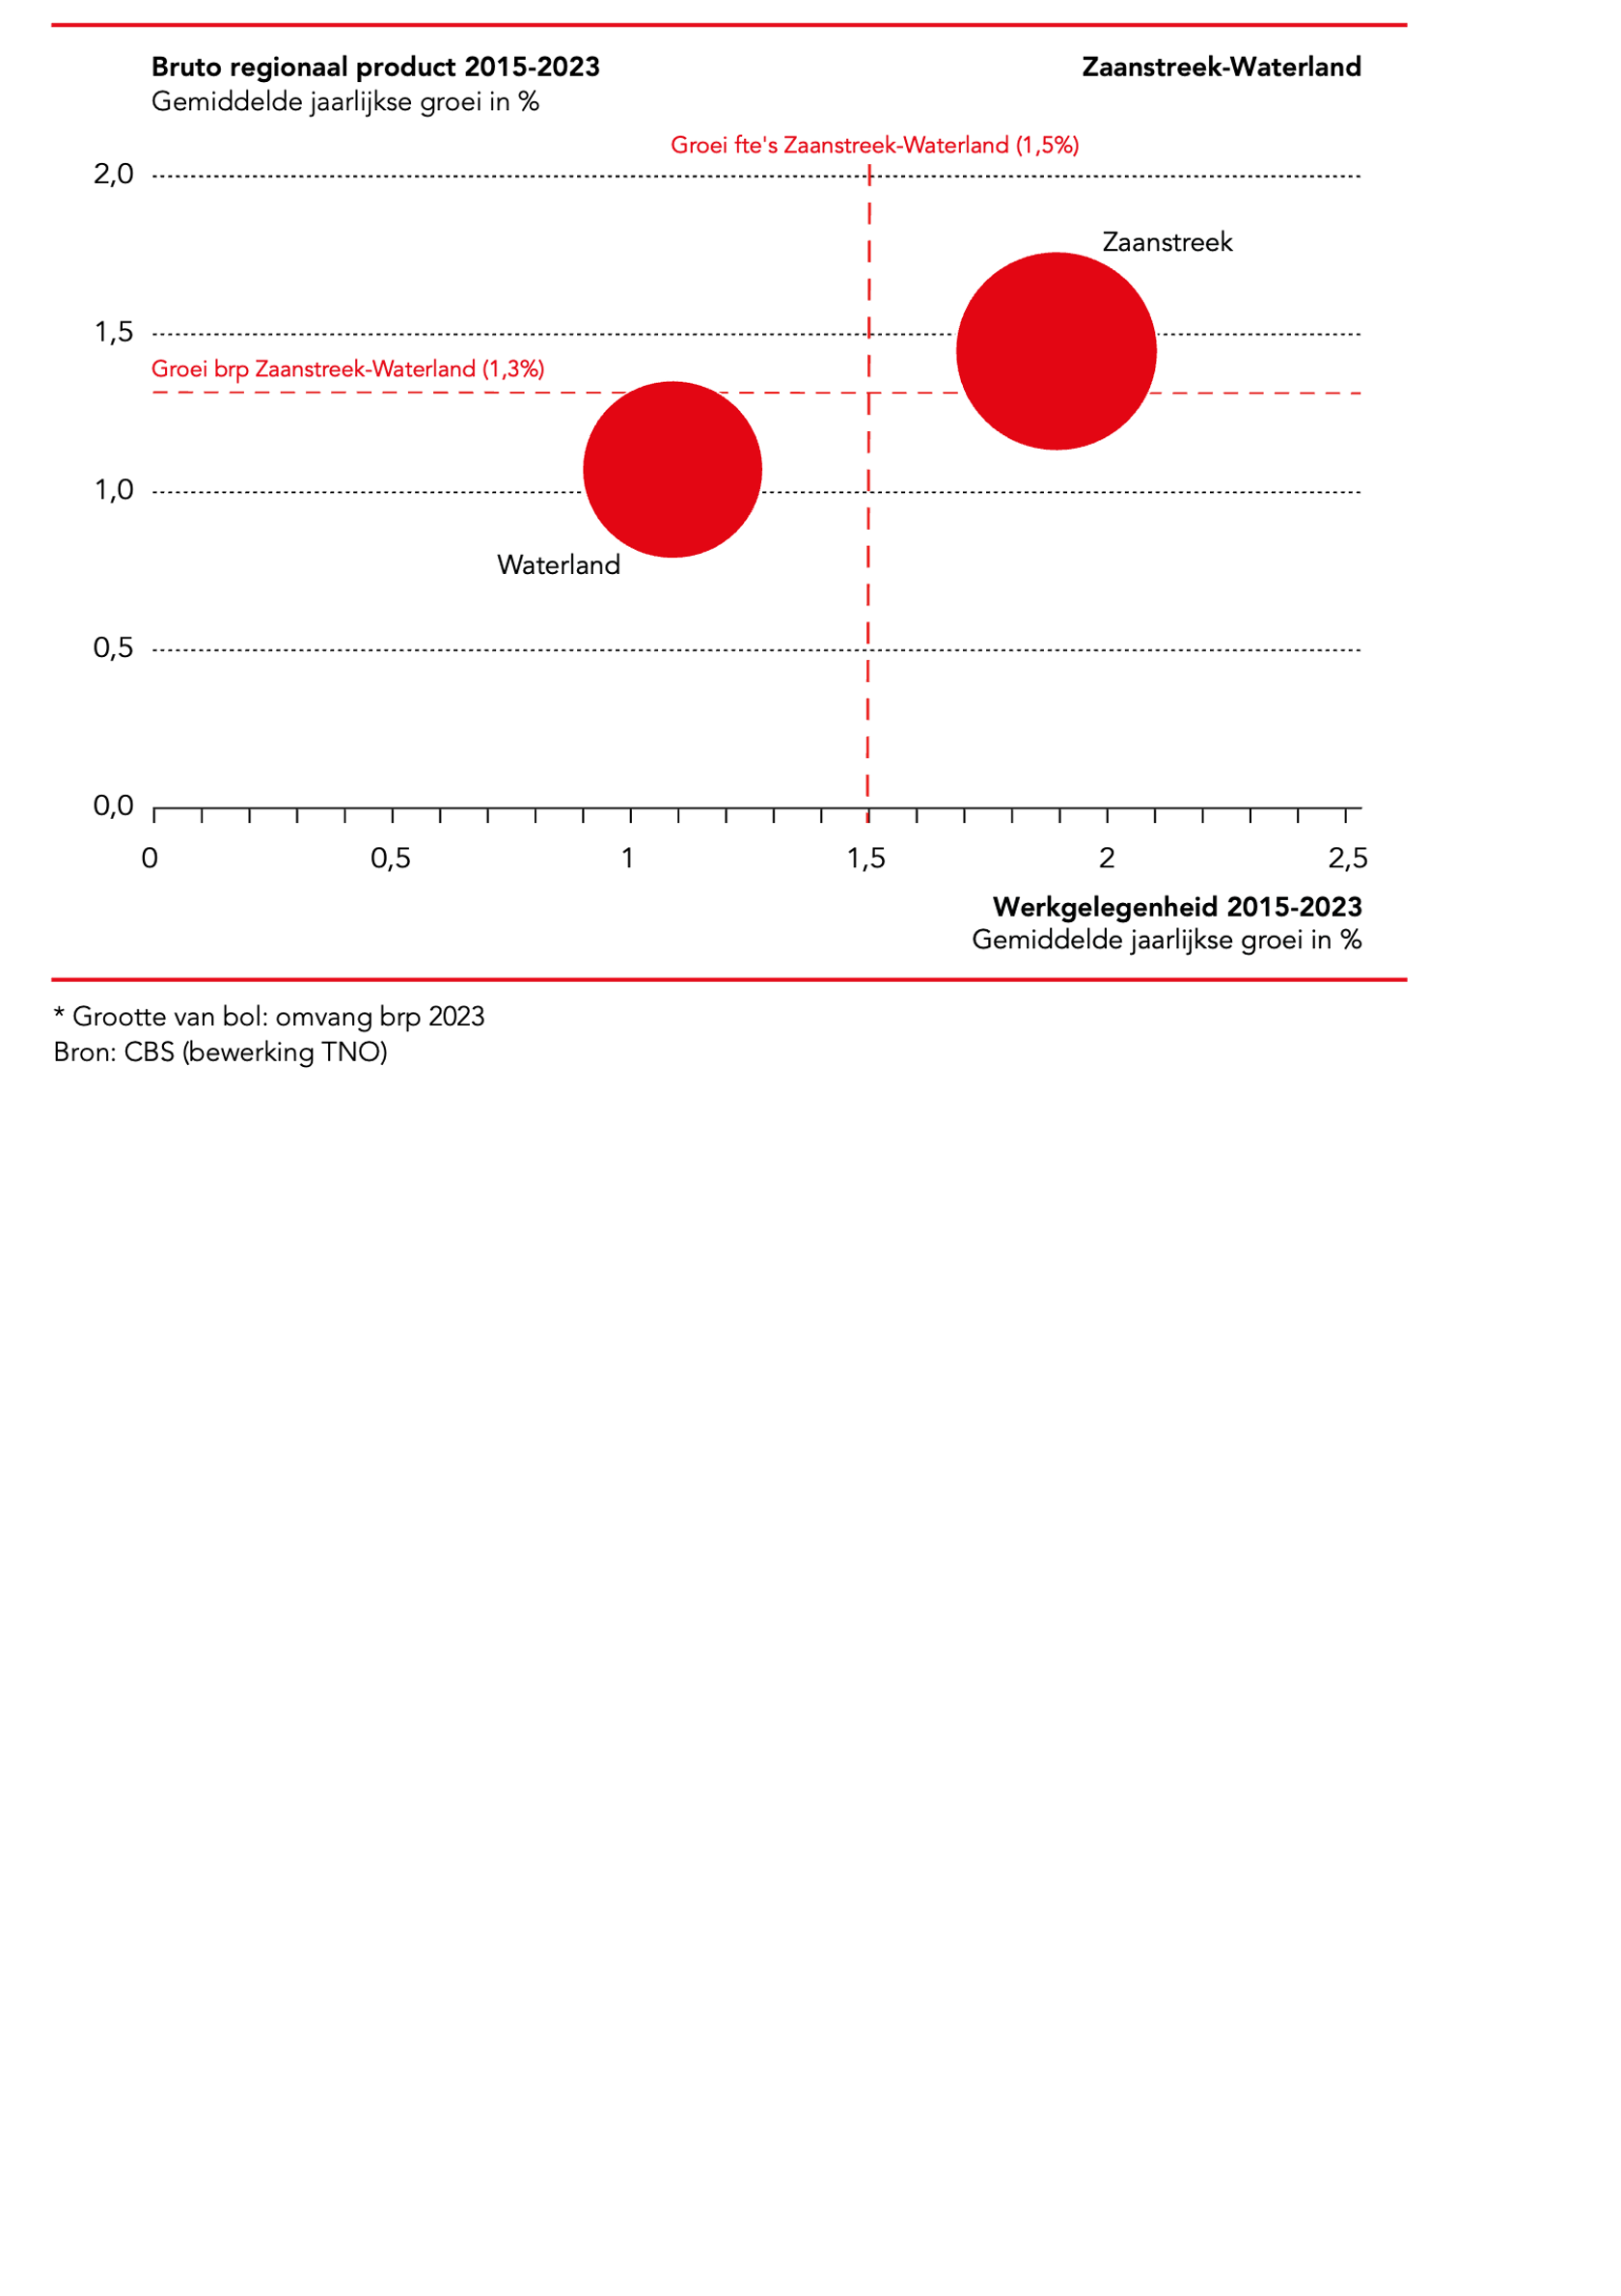 Bruto regionaal product 2015-2023
Zaanstreek-Waterland
Gemiddelde jaarlijkse groei in %
Groei fte's Zaanstreek-Waterland (1,5%)
2,0
Zaanstreek
1,5
Groei brp Zaanstreek-Waterland (1,3%)
1,0
Waterland
0,5
0,0
0 0,5 1 1,5 2 2,5
Werkgelegenheid 2015-2023
Gemiddelde jaarlijkse groei in %
* Grootte van bol: omvang brp 2023
Bron: CBS (bewerking TNO)